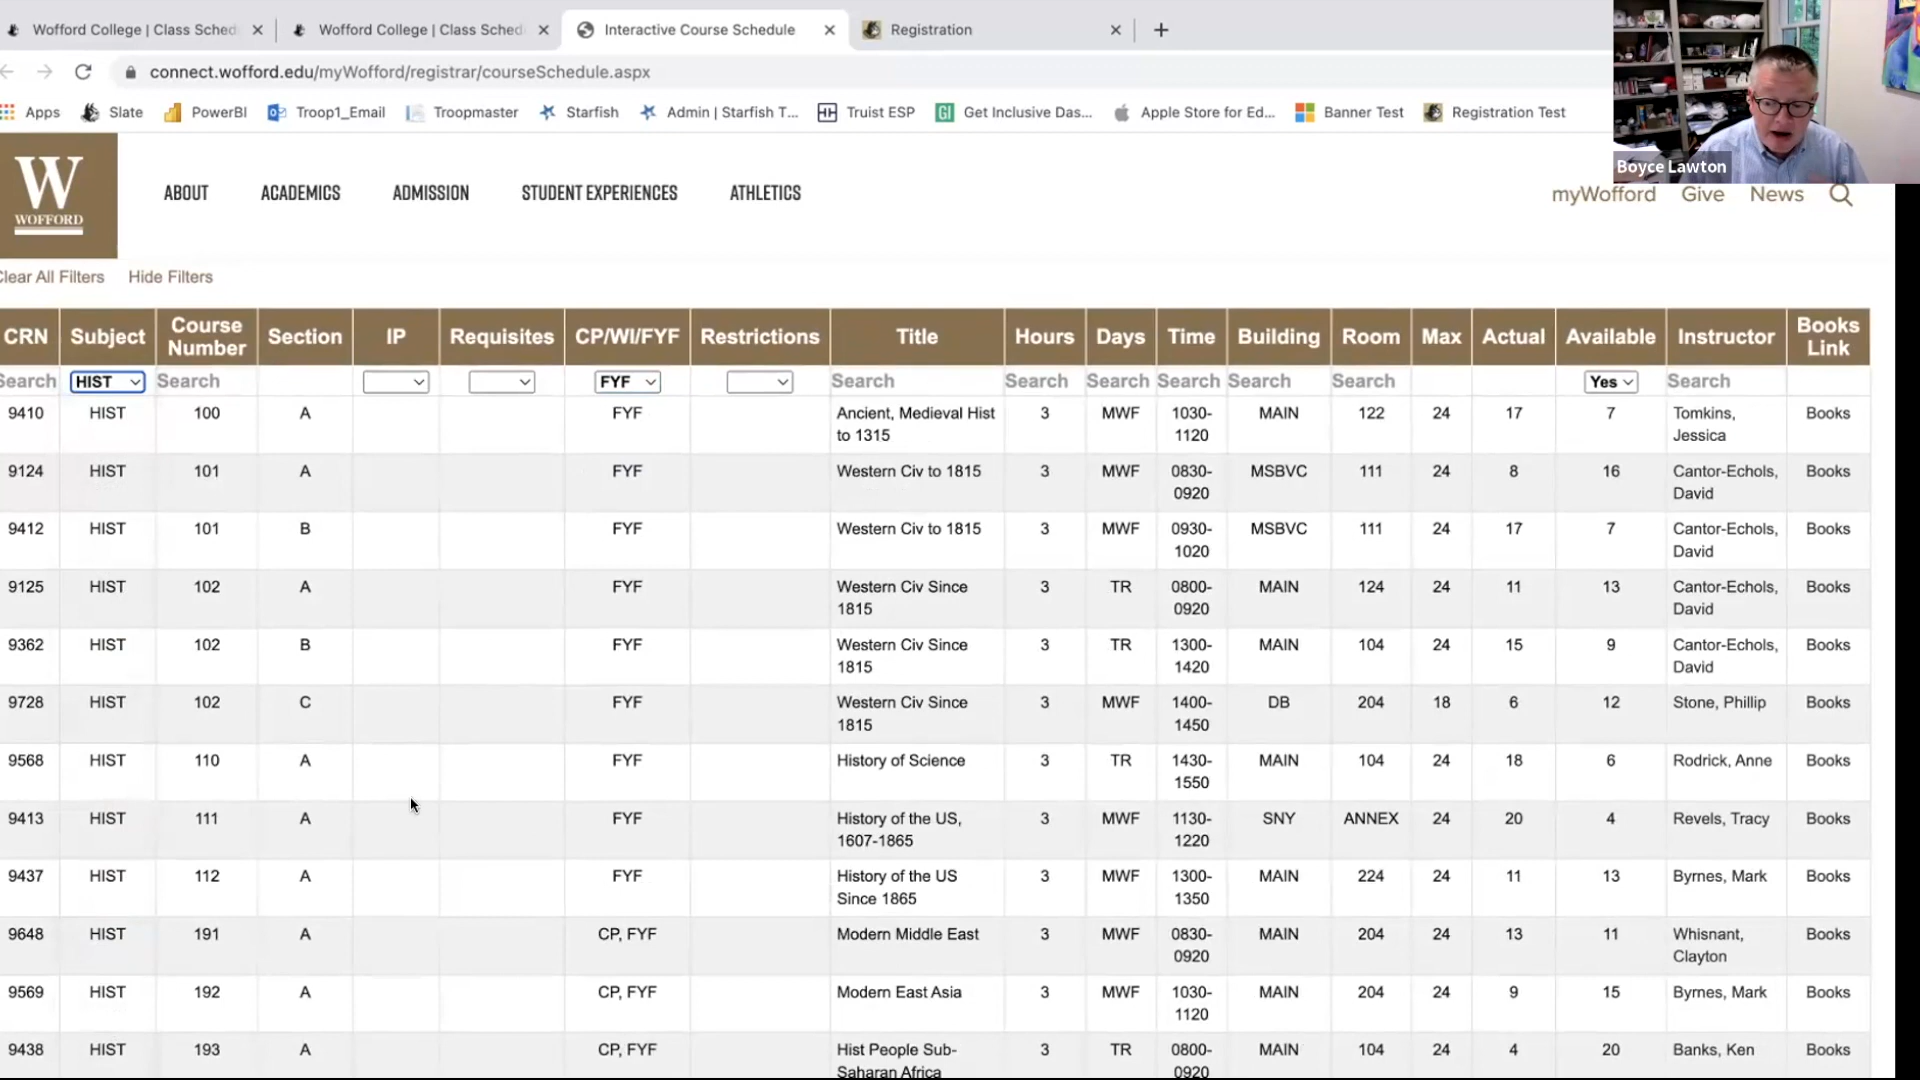 Wofford College | Class Sched
Wofford College | Class Sched
Interactive Course Schedule
Registration
connect.wofford.edu/myWofford/registrar/courseSchedule.aspx
Apps Slate PowerBI Troop1_Email Troopmaster Starfish Admin | Starfish T... Truist ESP Get Inclusive Das... Apple Store for Ed... Banner Test Registration Test
Boyce Lawton
W
WOFFORD
ABOUT ACADEMICS ADMISSION STUDENT EXPERIENCES ATHLETICS
myWofford Give News
Clear All Filters Hide Filters
CRN Subject Course Number Section IP Requisites CP/WI/FYF Restrictions Title Hours Days Time Building Room Max Actual Available Instructor Books Link
Search HIST Search FYF Search Search Search Search Search Search Yes Search
9410 HIST 100 A FYF Ancient, Medieval Hist to 1315 3 MWF 1030-1120 MAIN 122 24 17 7 Tomkins, Jessica Books
9124 HIST 101 A FYF Western Civ to 1815 3 MWF 0830-0920 MSBVC 111 24 8 16 Cantor-Echols, David Books
9412 HIST 101 B FYF Western Civ to 1815 3 MWF 0930-1020 MSBVC 111 24 17 7 Cantor-Echols, David Books
9125 HIST 102 A FYF Western Civ Since 1815 3 TR 0800-0920 MAIN 124 24 11 13 Cantor-Echols, David Books
9362 HIST 102 B FYF Western Civ Since 1815 3 TR 1300-1420 MAIN 104 24 15 9 Cantor-Echols, David Books
9728 HIST 102 C FYF Western Civ Since 1815 3 MWF 1400-1450 DB 204 18 6 12 Stone, Phillip Books
9568 HIST 110 A FYF History of Science 3 TR 1430-1550 MAIN 104 24 18 6 Rodrick, Anne Books
9413 HIST 111 A FYF History of the US, 1607-1865 3 MWF 1130-1220 SNY ANNEX 24 20 4 Revels, Tracy Books
9437 HIST 112 A FYF History of the US Since 1865 3 MWF 1300-1350 MAIN 224 24 11 13 Byrnes, Mark Books
9648 HIST 191 A CP, FYF Modern Middle East 3 MWF 0830-0920 MAIN 204 24 13 11 Whisnant, Clayton Books
9569 HIST 192 A CP, FYF Modern East Asia 3 MWF 1030-1120 MAIN 204 24 9 15 Byrnes, Mark Books
9438 HIST 193 A CP, FYF Hist People Sub-Saharan Africa 3 TR 0800-0920 MAIN 104 24 4 20 Banks, Ken Books